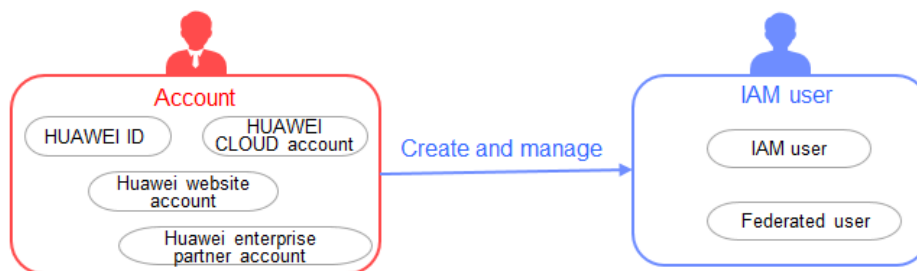 Account
HUAWEI ID
HUAWEI
CLOUD account
Huawei website
account
Huawei enterprise
partner account
Create and manage
IAM user
IAM user
Federated user